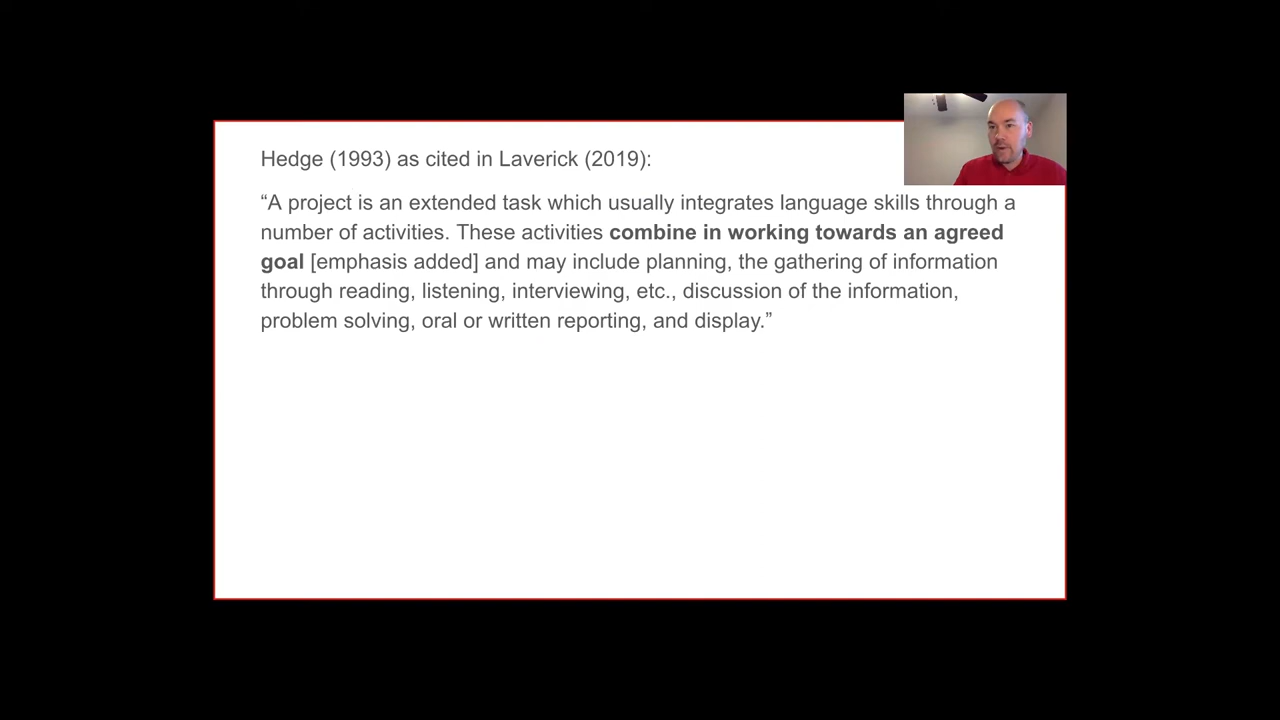 Hedge (1993) as cited in Laverick (2019):
“A project is an extended task which usually integrates language skills through a
number of activities. These activities combine in working towards an agreed
goal [emphasis added] and may include planning, the gathering of information
through reading, listening, interviewing, etc., discussion of the information,
problem solving, oral or written reporting, and display.”